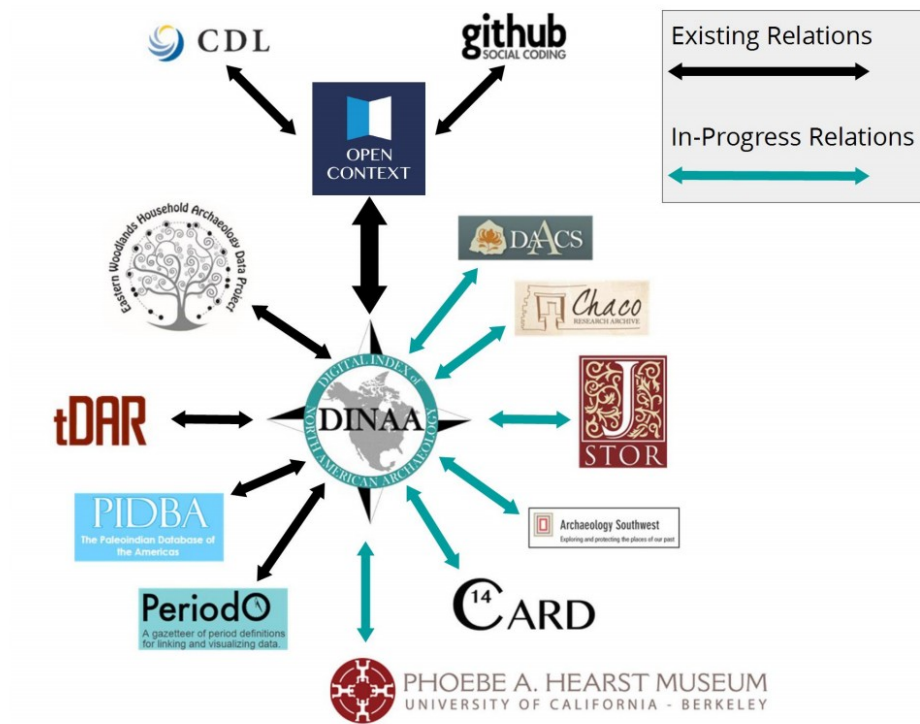 CDL
github
SOCIAL CODING
Existing Relations
In-Progress Relations
OPEN
CONTEXT
Eastern Woodlands Household Archaeology Data Project
DAACS
Chaco
RESEARCH ARCHIVE
DIGITAL INDEX of
NORTH AMERICAN ARCHAEOLOGY
DINAA
J
STOR
tDAR
PIDBA
The Paleoindian Database of
the Americas
Archaeology Southwest
Exploring and protecting the places of our past
PeriodO
A gazetteer of period definitions
for linking and visualizing data.
C14 CARD
PHOEBE A. HEARST MUSEUM
UNIVERSITY OF CALIFORNIA - BERKELEY